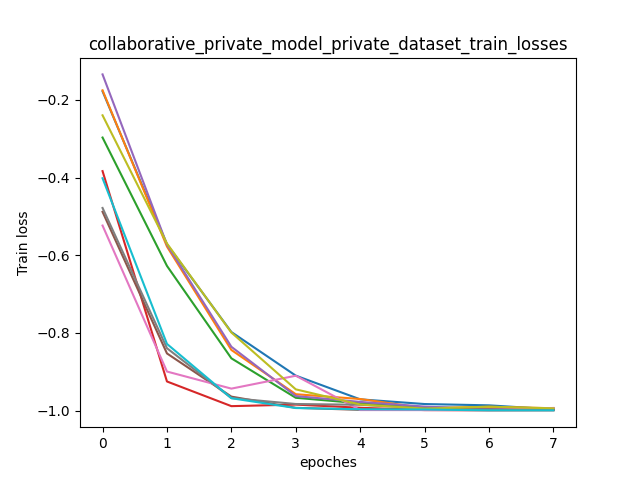 collaborative_private_model_private_dataset_train_losses
−0.2
−0.4
−0.6
−0.8
−1.0
Train loss
0 1 2 3 4 5 6 7
epoches